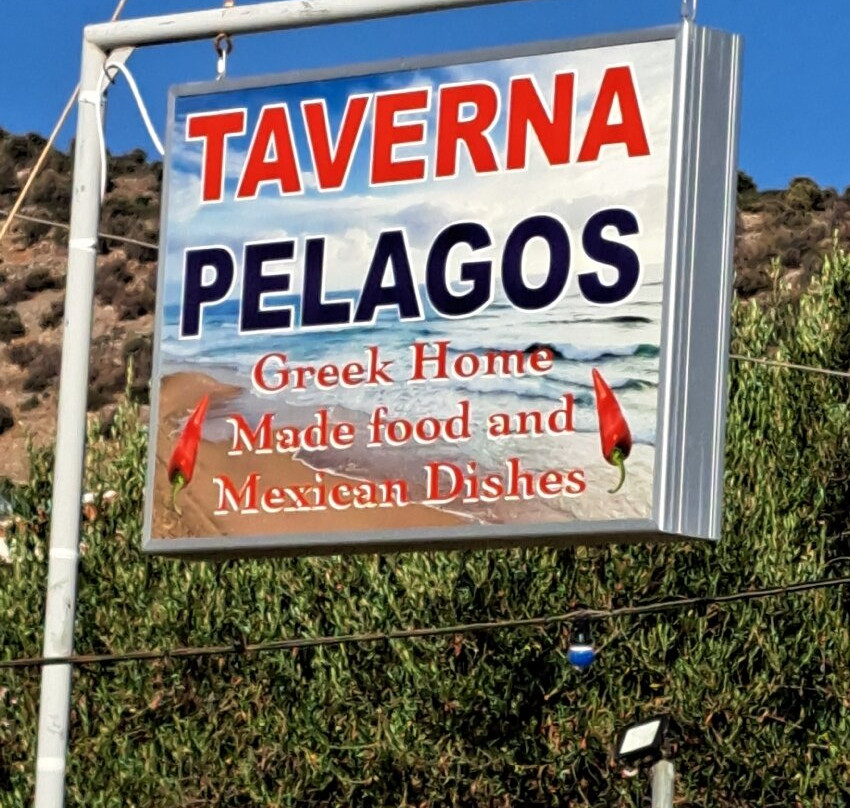 TAVERNA
PELAGOS
Greek Home
Made food and
Mexican Dishes